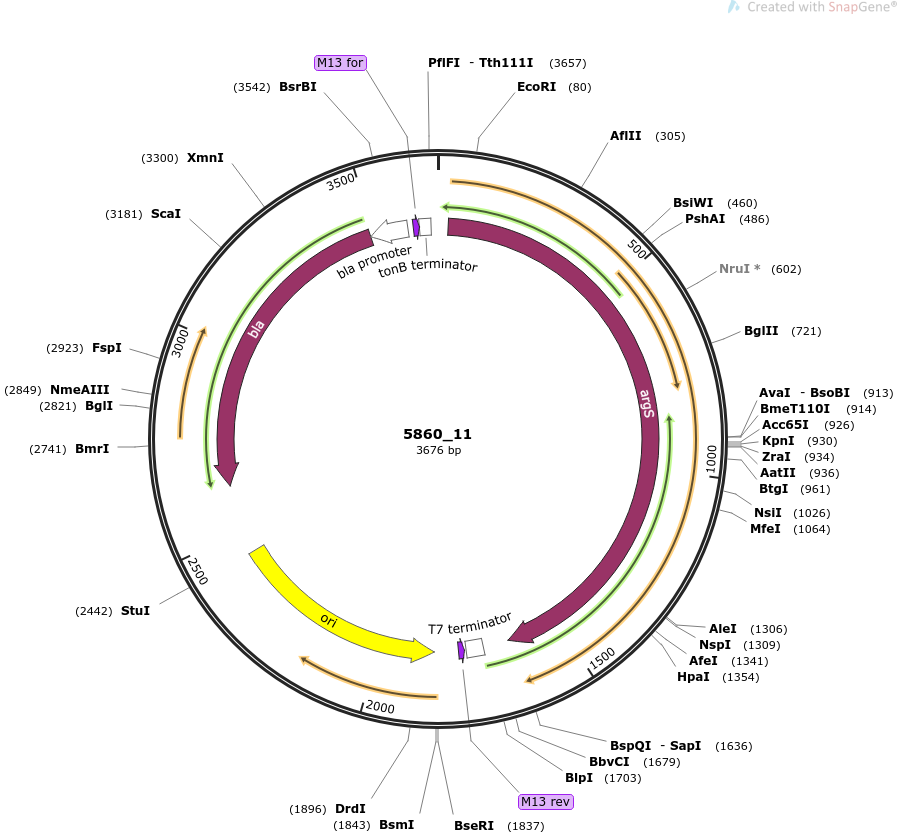 Created with SnapGene®
M13 for
PflFI - Tth111I (3657)
(3542) BsrBI
EcoRI (80)
(3300) XmnI
AflII (305)
(3181) ScaI
BsiWI (460)
PshAI (486)
3500
500
bla promoter
tonB terminator
NruI * (602)
bla
BglII (721)
3000
(2923) FspI
argS
(2849) NmeAIII
(2821) BglI
AvaI - BsoBI (913)
BmeT110I (914)
Acc65I (926)
5860_11
3676 bp
KpnI (930)
(2741) BmrI
ZraI (934)
1000
AatII (936)
BtgI (961)
NsiI (1026)
MfeI (1064)
2500
(2442) StuI
ori
T7 terminator
AleI (1306)
NspI (1309)
1500
AfeI (1341)
HpaI (1354)
2000
BspQI - SapI (1636)
BbvCI (1679)
BlpI (1703)
M13 rev
(1896) DrdI
(1843) BsmI
BseRI (1837)